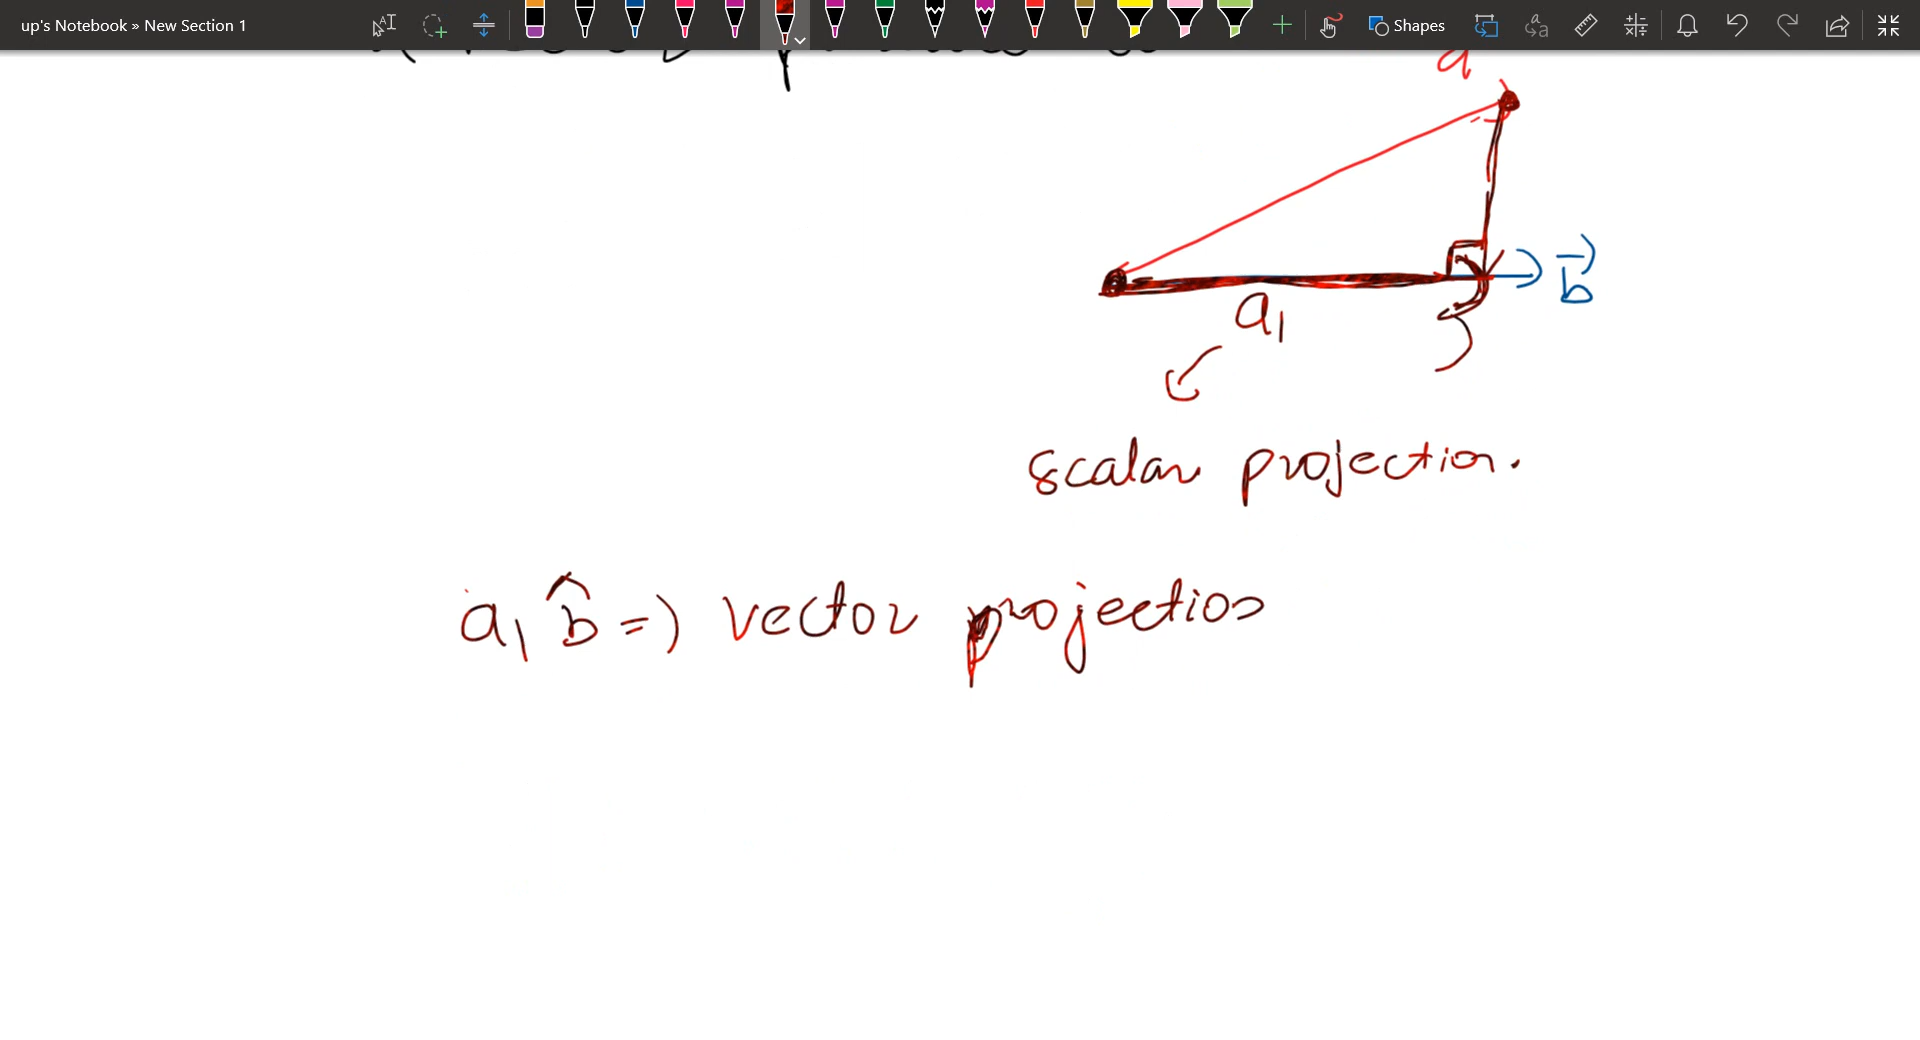 up's Notebook » New Section 1
Shapes
a
b
a₁
scalar projection.
a₁ b̂ => vector projection